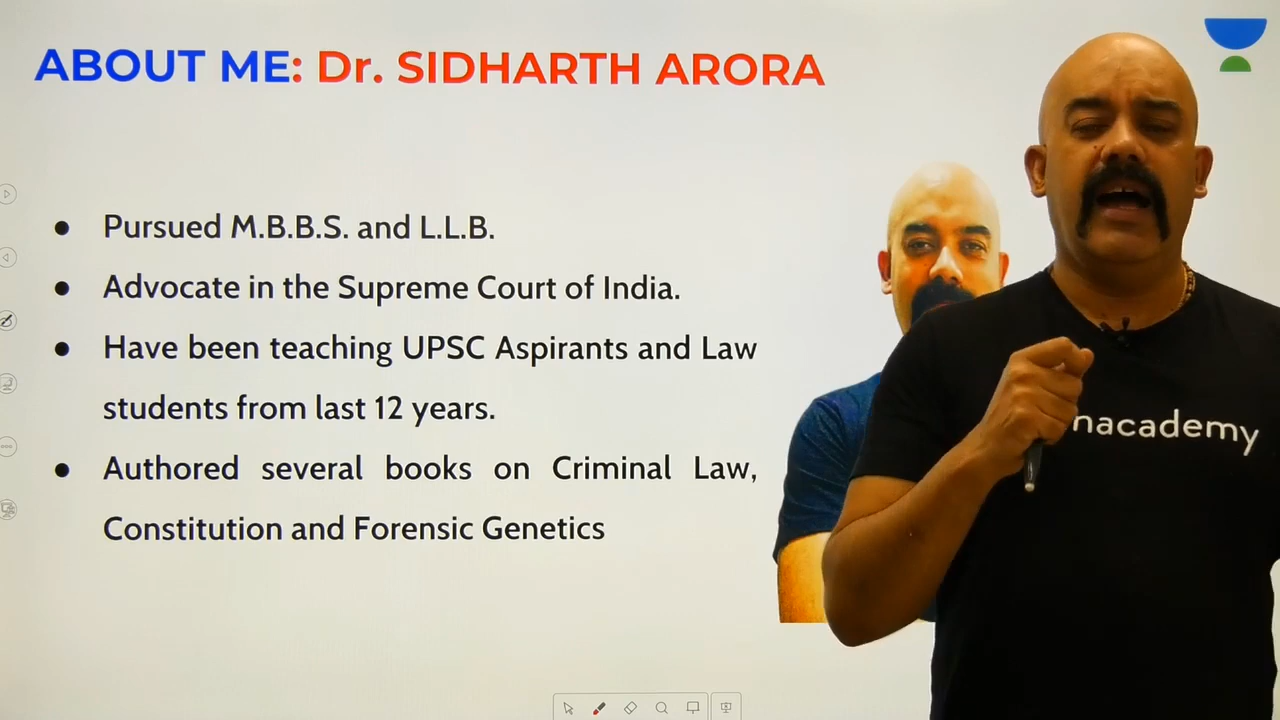 ABOUT ME: Dr. SIDHARTH ARORA
● Pursued M.B.B.S. and L.L.B.
● Advocate in the Supreme Court of India.
● Have been teaching UPSC Aspirants and Law
students from last 12 years.
● Authored several books on Criminal Law,
Constitution and Forensic Genetics
nacademy